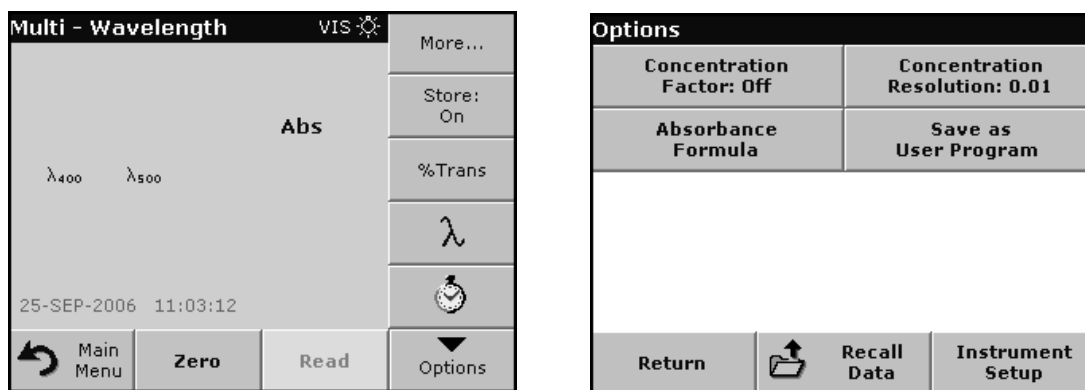 Multi - Wavelength VIS
More...
Store:
On
Abs
%Trans
λ400 λ500
λ
25-SEP-2006 11:03:12
Main
Menu
Zero
Read
Options
Options
Concentration
Factor: Off
Concentration
Resolution: 0.01
Absorbance
Formula
Save as
User Program
Return
Recall
Data
Instrument
Setup